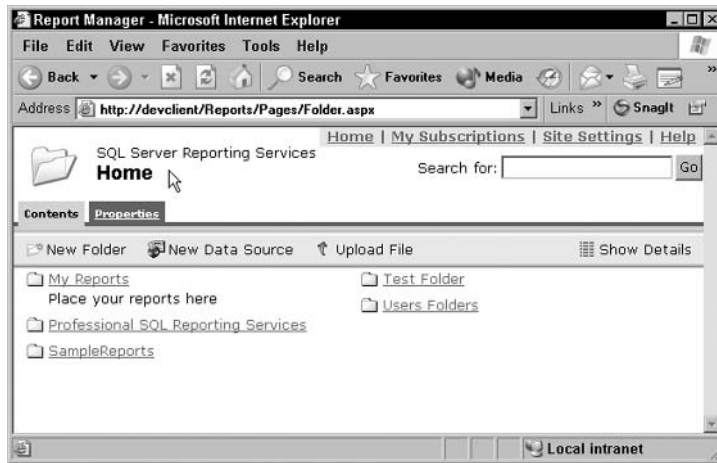 Report Manager - Microsoft Internet Explorer
File Edit View Favorites Tools Help
Back Search Favorites Media »
Address http://devclient/Reports/Pages/Folder.aspx Links » SnagIt
Home | My Subscriptions | Site Settings | Help
SQL Server Reporting Services
Home
Search for: Go
Contents Properties
New Folder New Data Source Upload File Show Details
My Reports
Place your reports here
Professional SQL Reporting Services
SampleReports
Test Folder
Users Folders
Local intranet